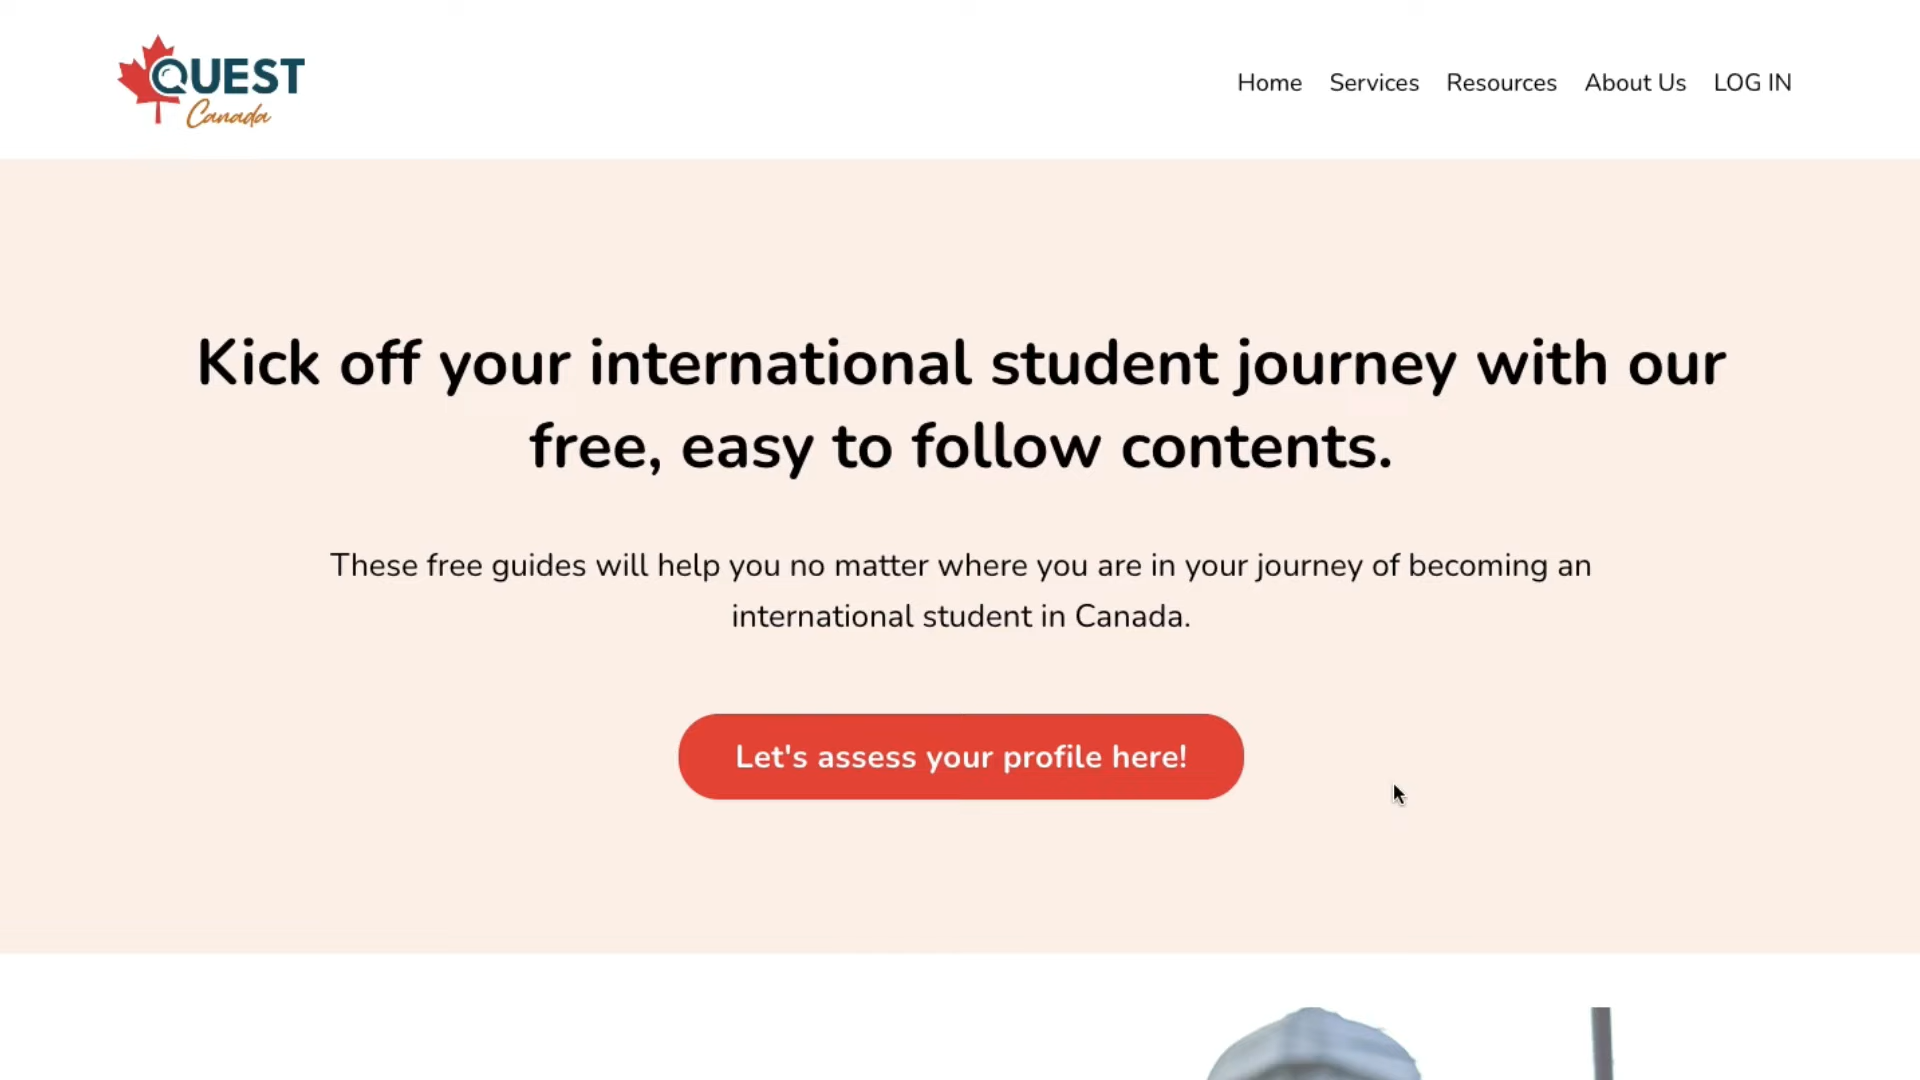 QUEST
Canada
Home Services Resources About Us LOG IN
Kick off your international student journey with our
free, easy to follow contents.
These free guides will help you no matter where you are in your journey of becoming an
international student in Canada.
Let's assess your profile here!